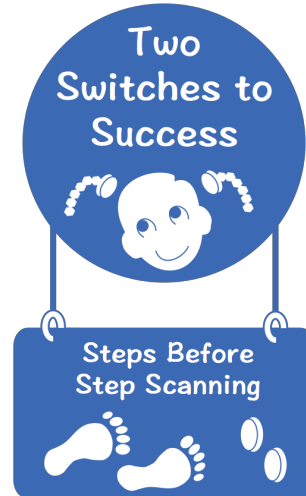 Two
Switches to
Success
Steps Before
Step Scanning